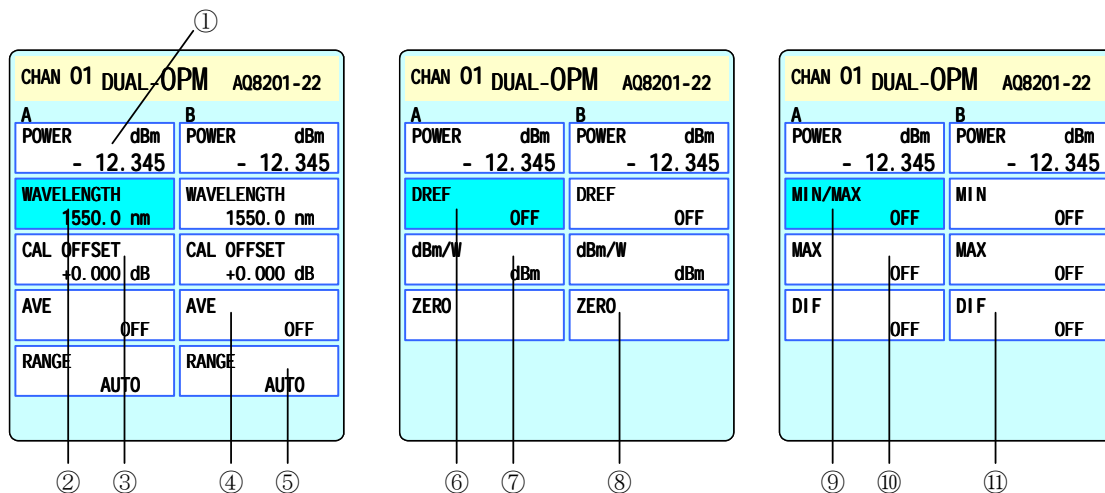 ①
CHAN 01 DUAL-OPM AQ8201-22
A B
POWER dBm POWER dBm
- 12.345 - 12.345
WAVELENGTH WAVELENGTH
1550.0 nm 1550.0 nm
CAL OFFSET CAL OFFSET
+0.000 dB +0.000 dB
AVE AVE
OFF OFF
RANGE RANGE
AUTO AUTO
② ③ ④ ⑤
CHAN 01 DUAL-OPM AQ8201-22
A B
POWER dBm POWER dBm
- 12.345 - 12.345
DREF DREF
OFF OFF
dBm/W dBm/W
dBm dBm
ZERO ZERO
⑥ ⑦ ⑧
CHAN 01 DUAL-OPM AQ8201-22
A B
POWER dBm POWER dBm
- 12.345 - 12.345
MIN/MAX MIN
OFF OFF
MAX MAX
OFF OFF
DIF DIF
OFF OFF
⑨ ⑩ ⑪